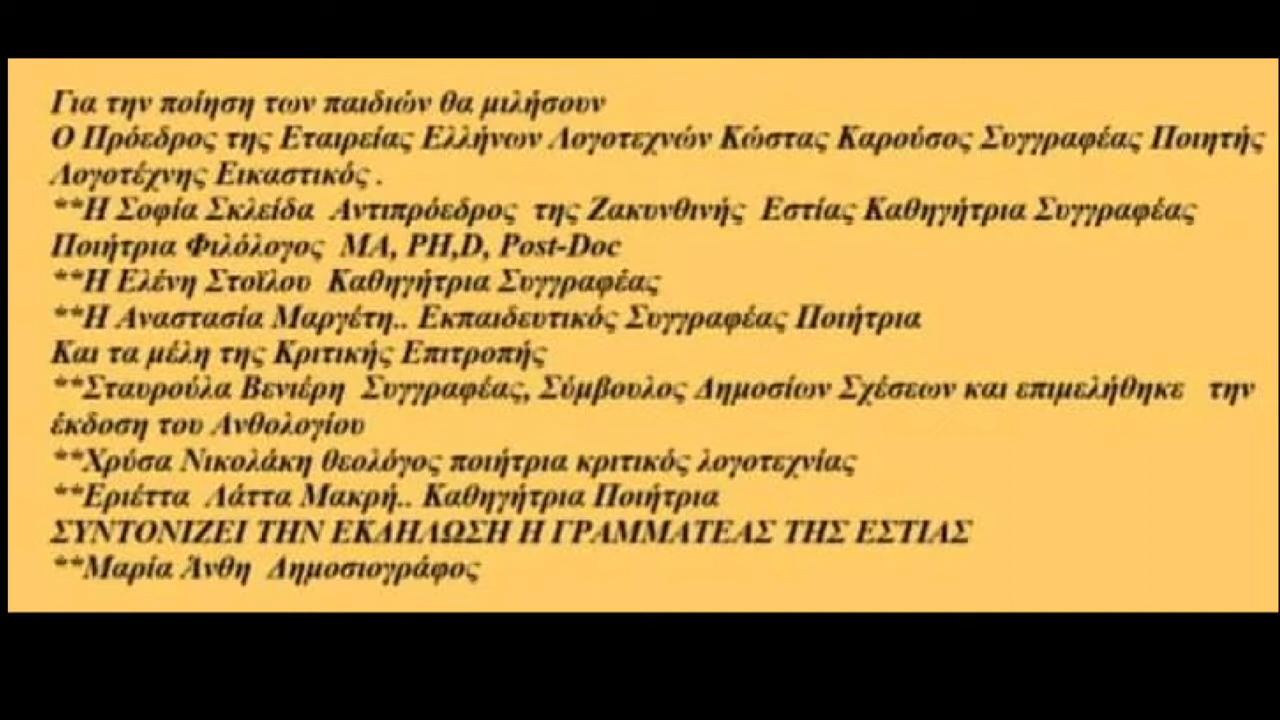 Για την ποίηση των παιδιών θα μιλήσουν
Ο Πρόεδρος της Εταιρείας Ελλήνων Λογοτεχνών Κώστας Καρούσος Συγγραφέας Ποιητής
Λογοτέχνης Εικαστικός .
**Η Σοφία Σκλείδα Αντιπρόεδρος της Ζακυνθινής Εστίας Καθηγήτρια Συγγραφέας
Ποιήτρια Φιλόλογος MA, PH,D, Post-Doc
**Η Ελένη Στοϊλου Καθηγήτρια Συγγραφέας
**Η Αναστασία Μαργέτη.. Εκπαιδευτικός Συγγραφέας Ποιήτρια
Και τα μέλη της Κριτικής Επιτροπής
**Σταυρούλα Βενιέρη Συγγραφέας, Σύμβουλος Δημοσίων Σχέσεων και επιμελήθηκε την
έκδοση του Ανθολογίου
**Χρύσα Νικολάκη θεολόγος ποιήτρια κριτικός λογοτεχνίας
**Εριέττα Λάττα Μακρή.. Καθηγήτρια Ποιήτρια
ΣΥΝΤΟΝΙΖΕΙ ΤΗΝ ΕΚΔΗΛΩΣΗ Η ΓΡΑΜΜΑΤΕΑΣ ΤΗΣ ΕΣΤΙΑΣ
**Μαρία Άνθη Δημοσιογράφος